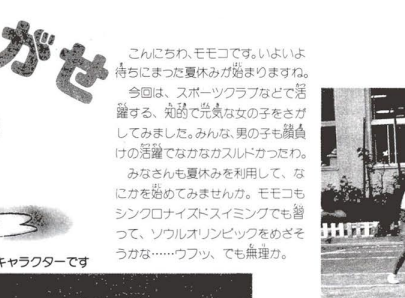 がせ
こんにちわ、モモコです。いよいよ
待ちにまった夏休みが始まりますね。
今回は、スポーツクラブなどで活
躍する、知的で元気な女の子をさが
してみました。みんな、男の子も顔負
けの活躍でなかなかスルドかったわ。
みなさんも夏休みを利用して、な
にかを始めてみませんか。モモコも
シンクロナイズドスイミングでも習
って、ソウルオリンピックをめざそ
うかな……ウフッ、でも無理か。
キャラクターです